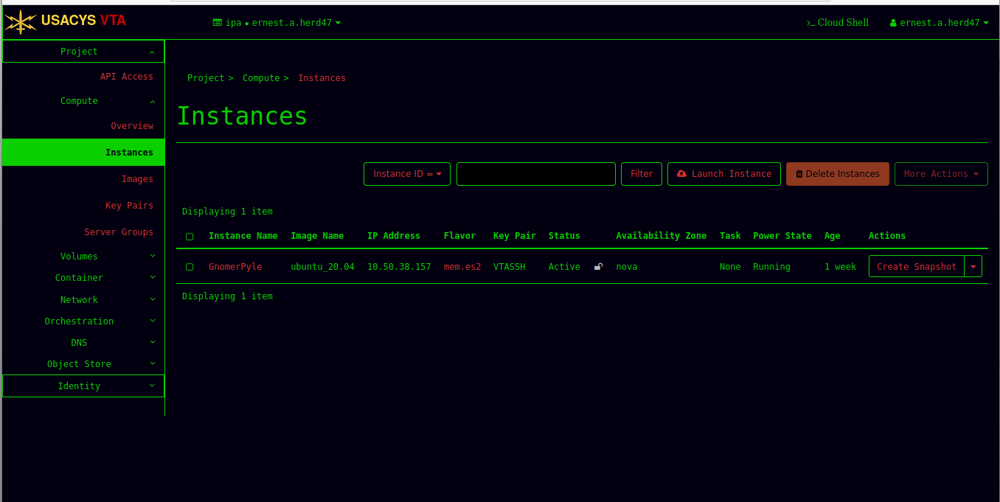 USACYS VTA
ipa • ernest.a.herd47
>_ Cloud Shell
ernest.a.herd47
Project
API Access
Compute
Overview
Instances
Images
Key Pairs
Server Groups
Volumes
Container
Network
Orchestration
DNS
Object Store
Identity
Project > Compute > Instances
Instances
Instance ID = Filter Launch Instance Delete Instances More Actions
Displaying 1 item
Instance Name Image Name IP Address Flavor Key Pair Status Availability Zone Task Power State Age Actions
GnomerPyle ubuntu_20.04 10.50.38.157 mem.es2 VTASSH Active nova None Running 1 week Create Snapshot
Displaying 1 item